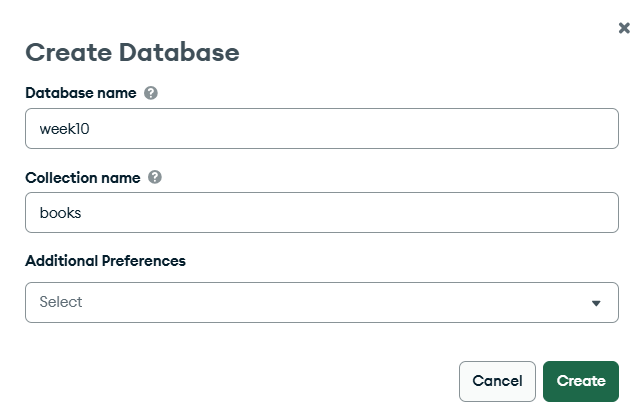 Create Database
Database name
week10
Collection name
books
Additional Preferences
Select
Cancel Create